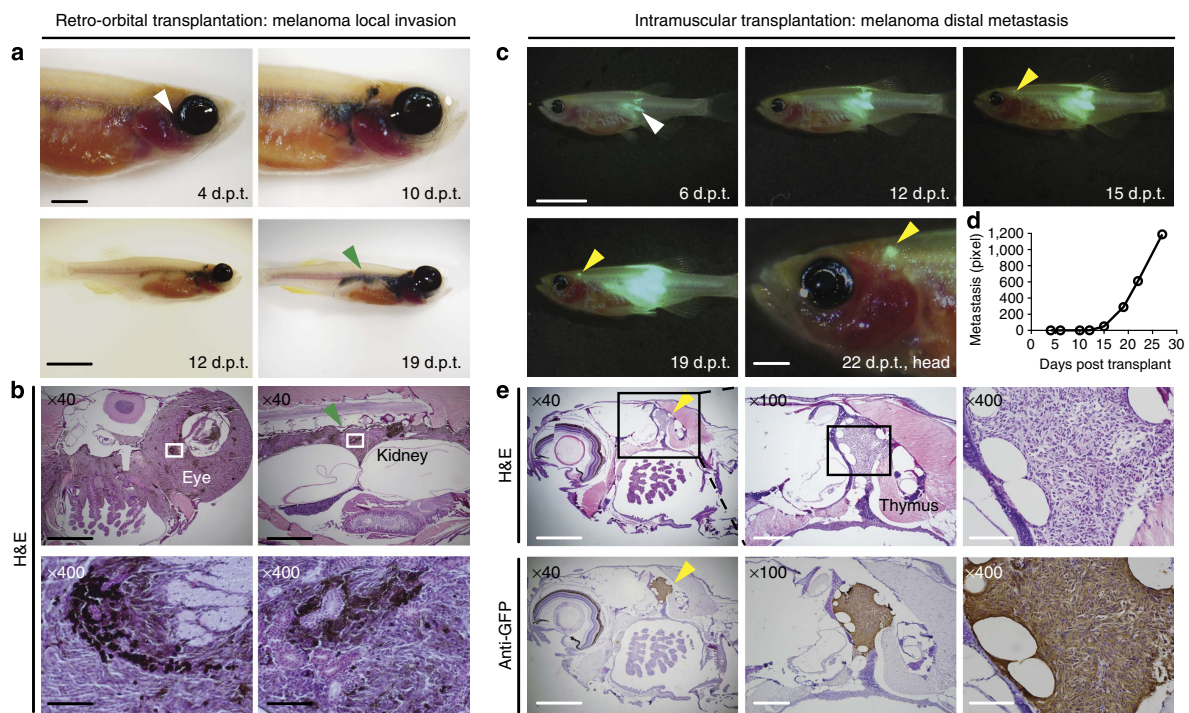 Retro-orbital transplantation: melanoma local invasion
Intramuscular transplantation: melanoma distal metastasis
a
4 d.p.t.
10 d.p.t.
12 d.p.t.
19 d.p.t.
b
H&E
×40
Eye
×40
Kidney
×400
×400
c
6 d.p.t.
12 d.p.t.
15 d.p.t.
19 d.p.t.
22 d.p.t., head
d
Metastasis (pixel)
1,200
1,000
800
600
400
200
0
0 5 10 15 20 25 30
Days post transplant
e
H&E
×40
×100
Thymus
×400
Anti-GFP
×40
×100
×400